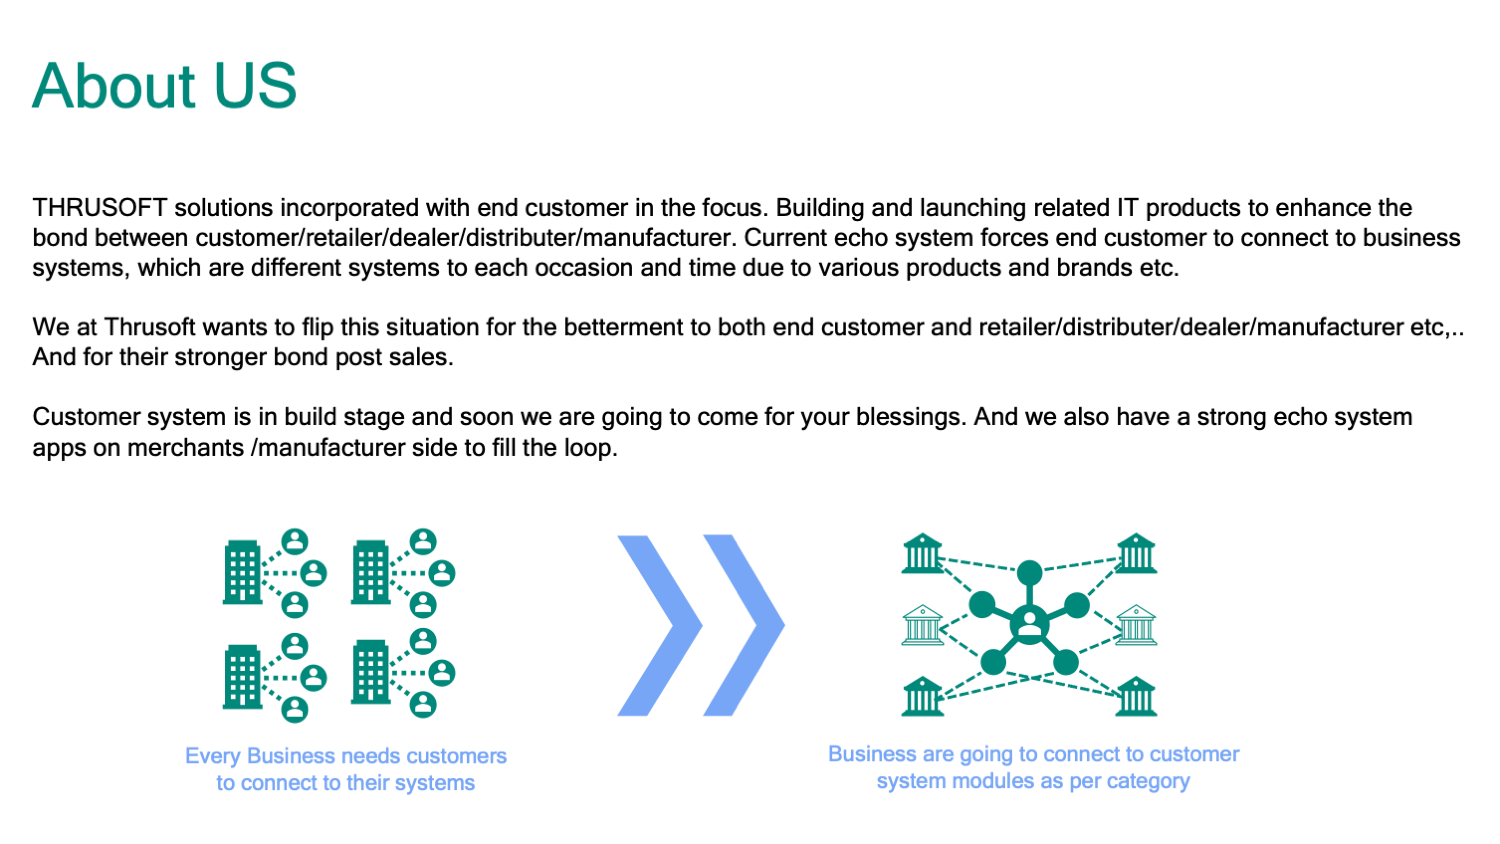 About US
THRUSOFT solutions incorporated with end customer in the focus. Building and launching related IT products to enhance the
bond between customer/retailer/dealer/distributer/manufacturer. Current echo system forces end customer to connect to business
systems, which are different systems to each occasion and time due to various products and brands etc.
We at Thrusoft wants to flip this situation for the betterment to both end customer and retailer/distributer/dealer/manufacturer etc,..
And for their stronger bond post sales.
Customer system is in build stage and soon we are going to come for your blessings. And we also have a strong echo system
apps on merchants /manufacturer side to fill the loop.
Every Business needs customers
to connect to their systems
Business are going to connect to customer
system modules as per category